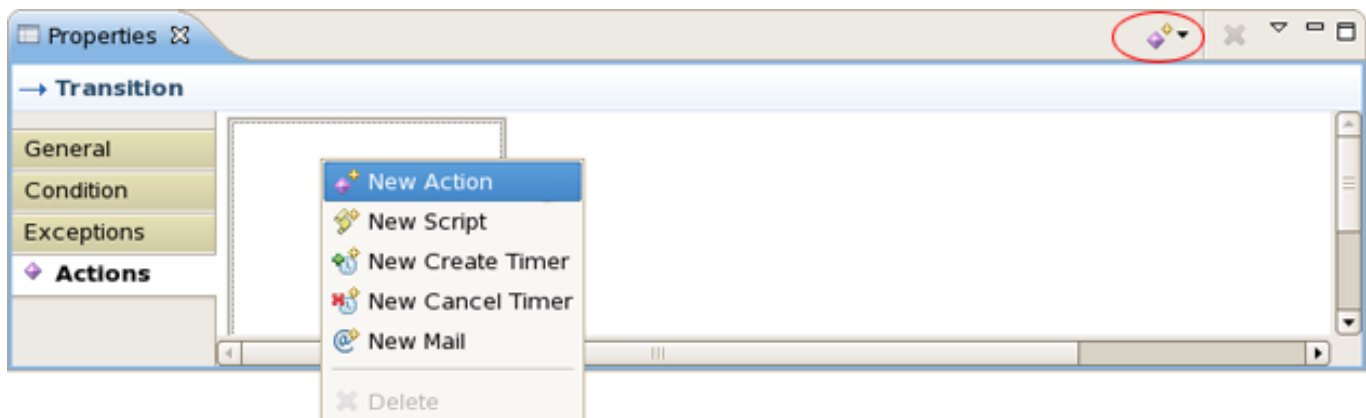 Properties
Transition
General
Condition
Exceptions
Actions
New Action
New Script
New Create Timer
New Cancel Timer
New Mail
Delete